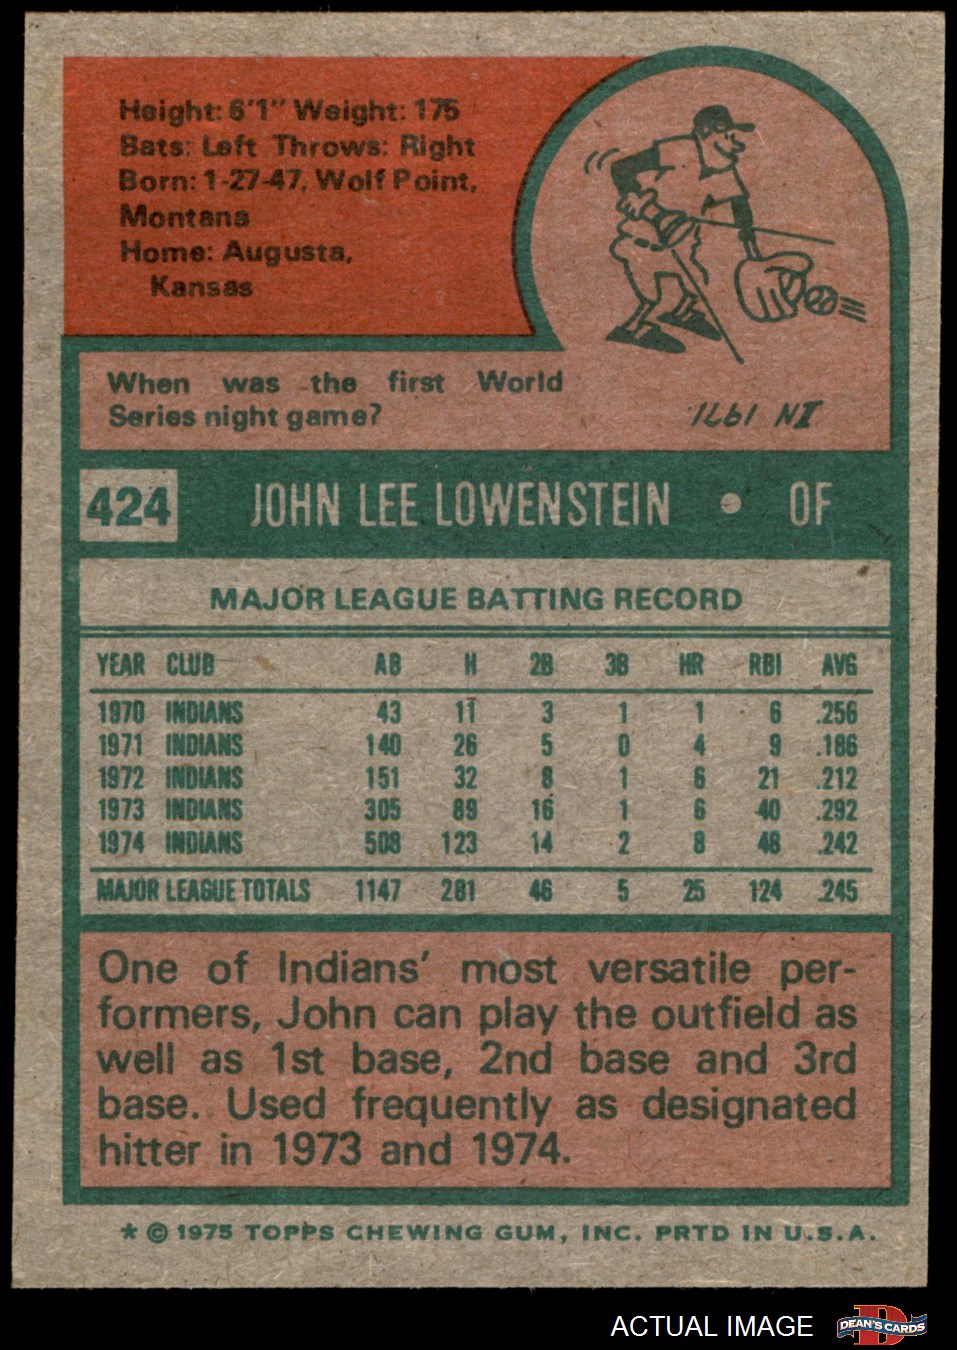 Height: 6'1" Weight: 175
Bats: Left Throws: Right
Born: 1-27-47, Wolf Point,
Montana
Home: Augusta,
Kansas
When was the first World
Series night game?
IN 1971
424 JOHN LEE LOWENSTEIN • OF
MAJOR LEAGUE BATTING RECORD
YEAR CLUB AB H 2B 3B HR RBI AVG
1970 INDIANS 43 11 3 1 1 6 .256
1971 INDIANS 140 26 5 0 4 9 .186
1972 INDIANS 151 32 8 1 6 21 .212
1973 INDIANS 305 89 16 1 6 40 .292
1974 INDIANS 508 123 14 2 8 48 .242
MAJOR LEAGUE TOTALS 1147 281 46 5 25 124 .245
One of Indians' most versatile per-
formers, John can play the outfield as
well as 1st base, 2nd base and 3rd
base. Used frequently as designated
hitter in 1973 and 1974.
* © 1975 TOPPS CHEWING GUM, INC. PRTD IN U.S.A.
ACTUAL IMAGE
D
DEAN'S CARDS